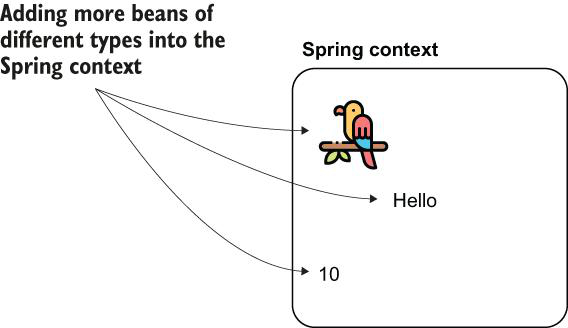 Adding more beans of
different types into the
Spring context
Spring context
Hello
10